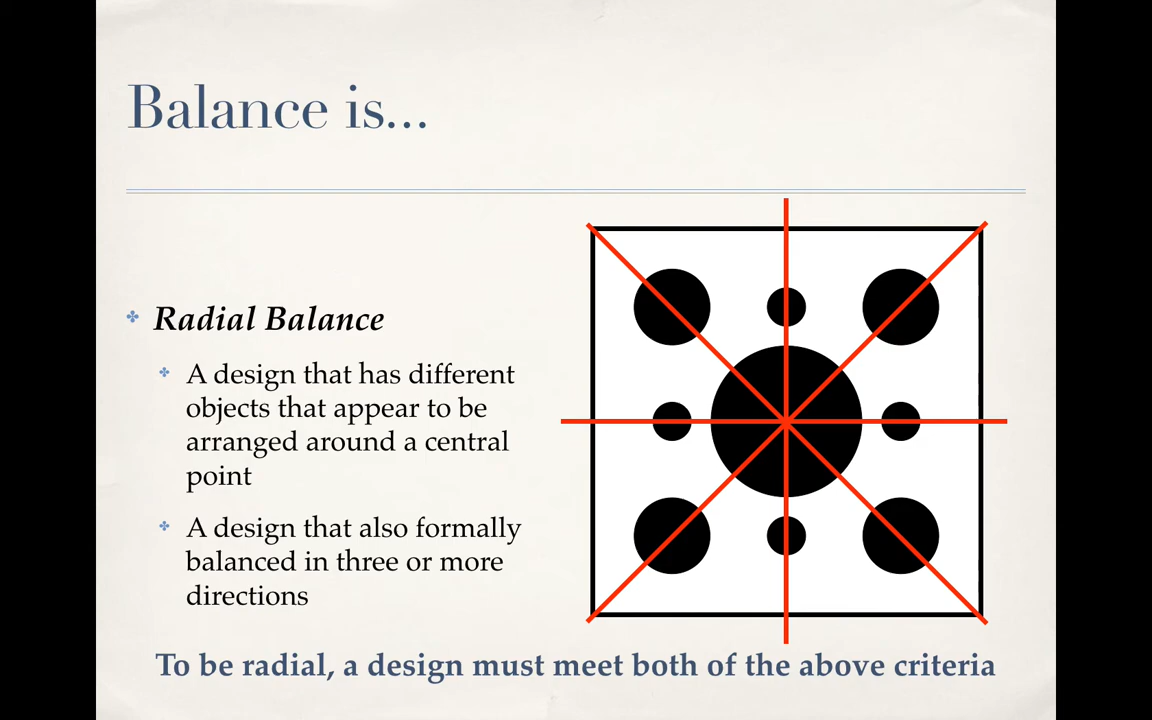 Balance is...
Radial Balance
A design that has different
objects that appear to be
arranged around a central
point
A design that also formally
balanced in three or more
directions
To be radial, a design must meet both of the above criteria